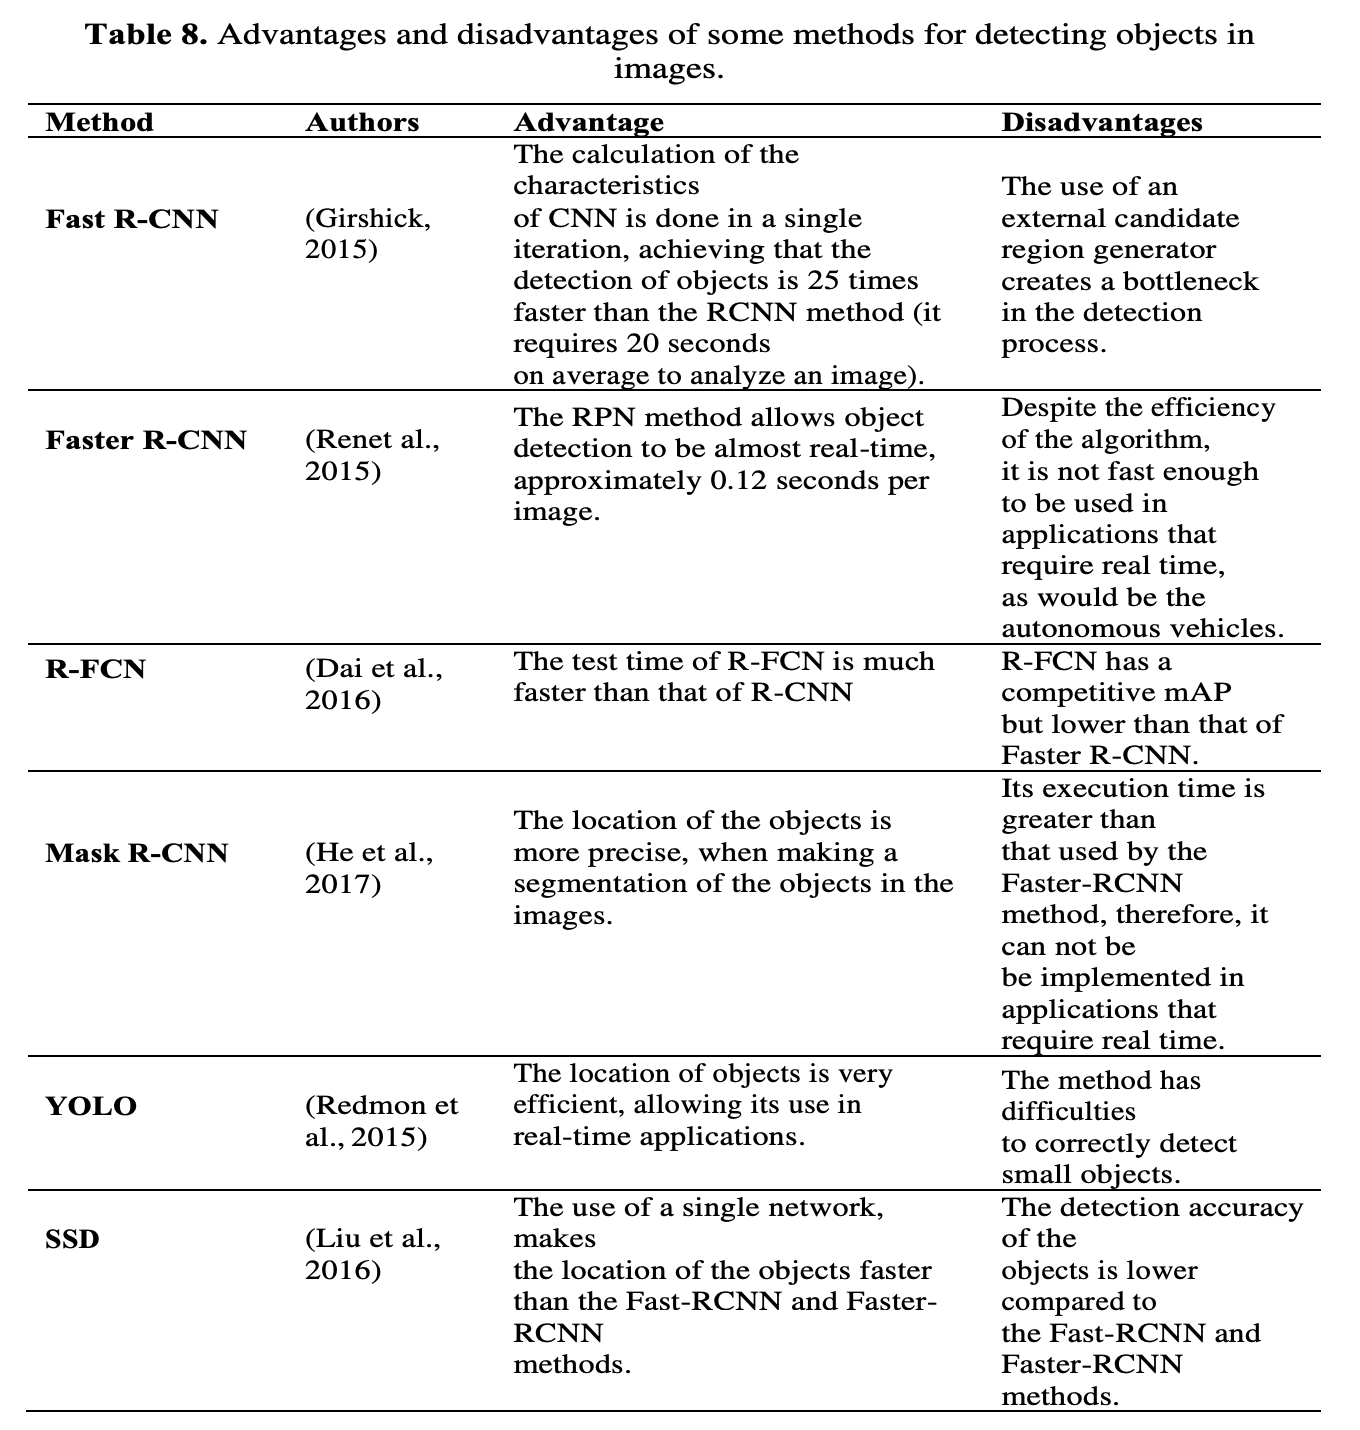 Table 8. Advantages and disadvantages of some methods for detecting objects in
images.
Method Authors Advantage Disadvantages
Fast R-CNN
(Girshick,
2015)
The calculation of the
characteristics
of CNN is done in a single
iteration, achieving that the
detection of objects is 25 times
faster than the RCNN method (it
requires 20 seconds
on average to analyze an image).
The use of an
external candidate
region generator
creates a bottleneck
in the detection
process.
Faster R-CNN
(Renet al.,
2015)
The RPN method allows object
detection to be almost real-time,
approximately 0.12 seconds per
image.
Despite the efficiency
of the algorithm,
it is not fast enough
to be used in
applications that
require real time,
as would be the
autonomous vehicles.
R-FCN
(Dai et al.,
2016)
The test time of R-FCN is much
faster than that of R-CNN
R-FCN has a
competitive mAP
but lower than that of
Faster R-CNN.
Mask R-CNN
(He et al.,
2017)
The location of the objects is
more precise, when making a
segmentation of the objects in the
images.
Its execution time is
greater than
that used by the
Faster-RCNN
method, therefore, it
can not be
be implemented in
applications that
require real time.
YOLO
(Redmon et
al., 2015)
The location of objects is very
efficient, allowing its use in
real-time applications.
The method has
difficulties
to correctly detect
small objects.
SSD
(Liu et al.,
2016)
The use of a single network,
makes
the location of the objects faster
than the Fast-RCNN and Faster-
RCNN
methods.
The detection accuracy
of the
objects is lower
compared to
the Fast-RCNN and
Faster-RCNN
methods.